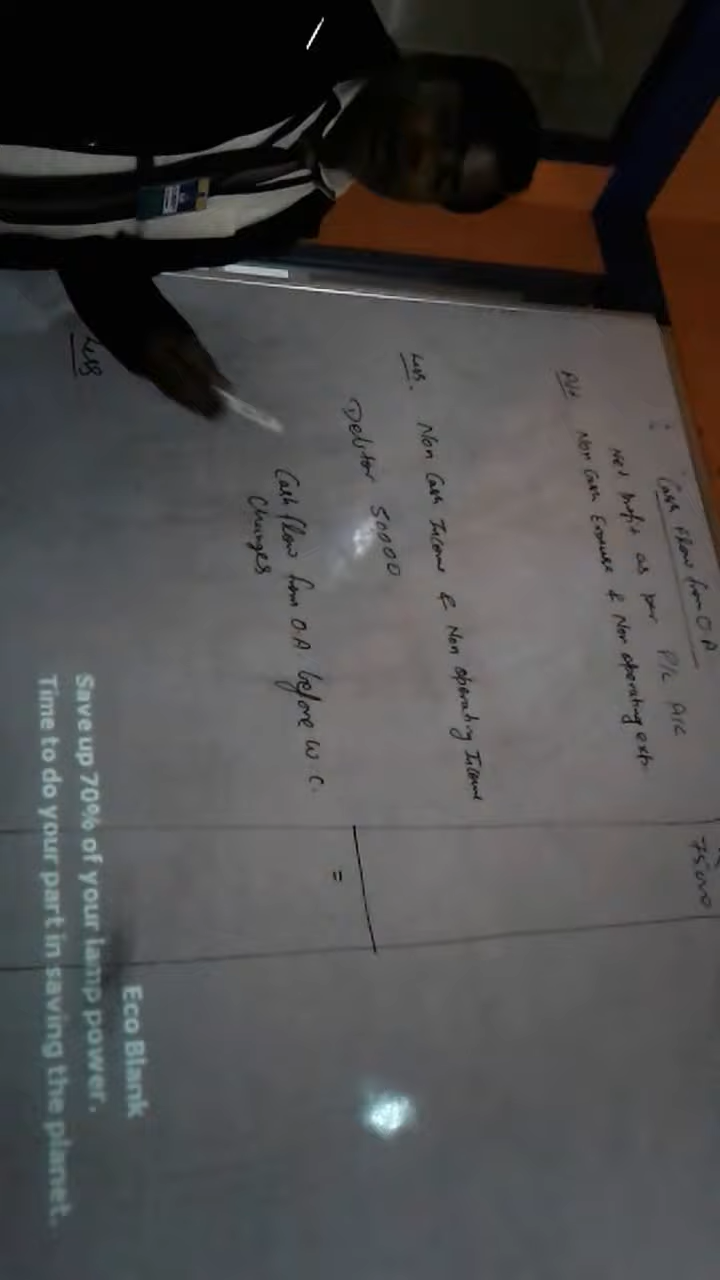 Cash Flow from O.A
75000
Net Profit as per P/L A/C
Add Non Cash Expense & Non operating exp.
Less. Non Cash Income & Non operating Income
Debtor 50000
Cash flow from O.A. before W.C.
Changes
=
Less
Eco Blank
Save up 70% of your lamp power.
Time to do your part in saving the planet.